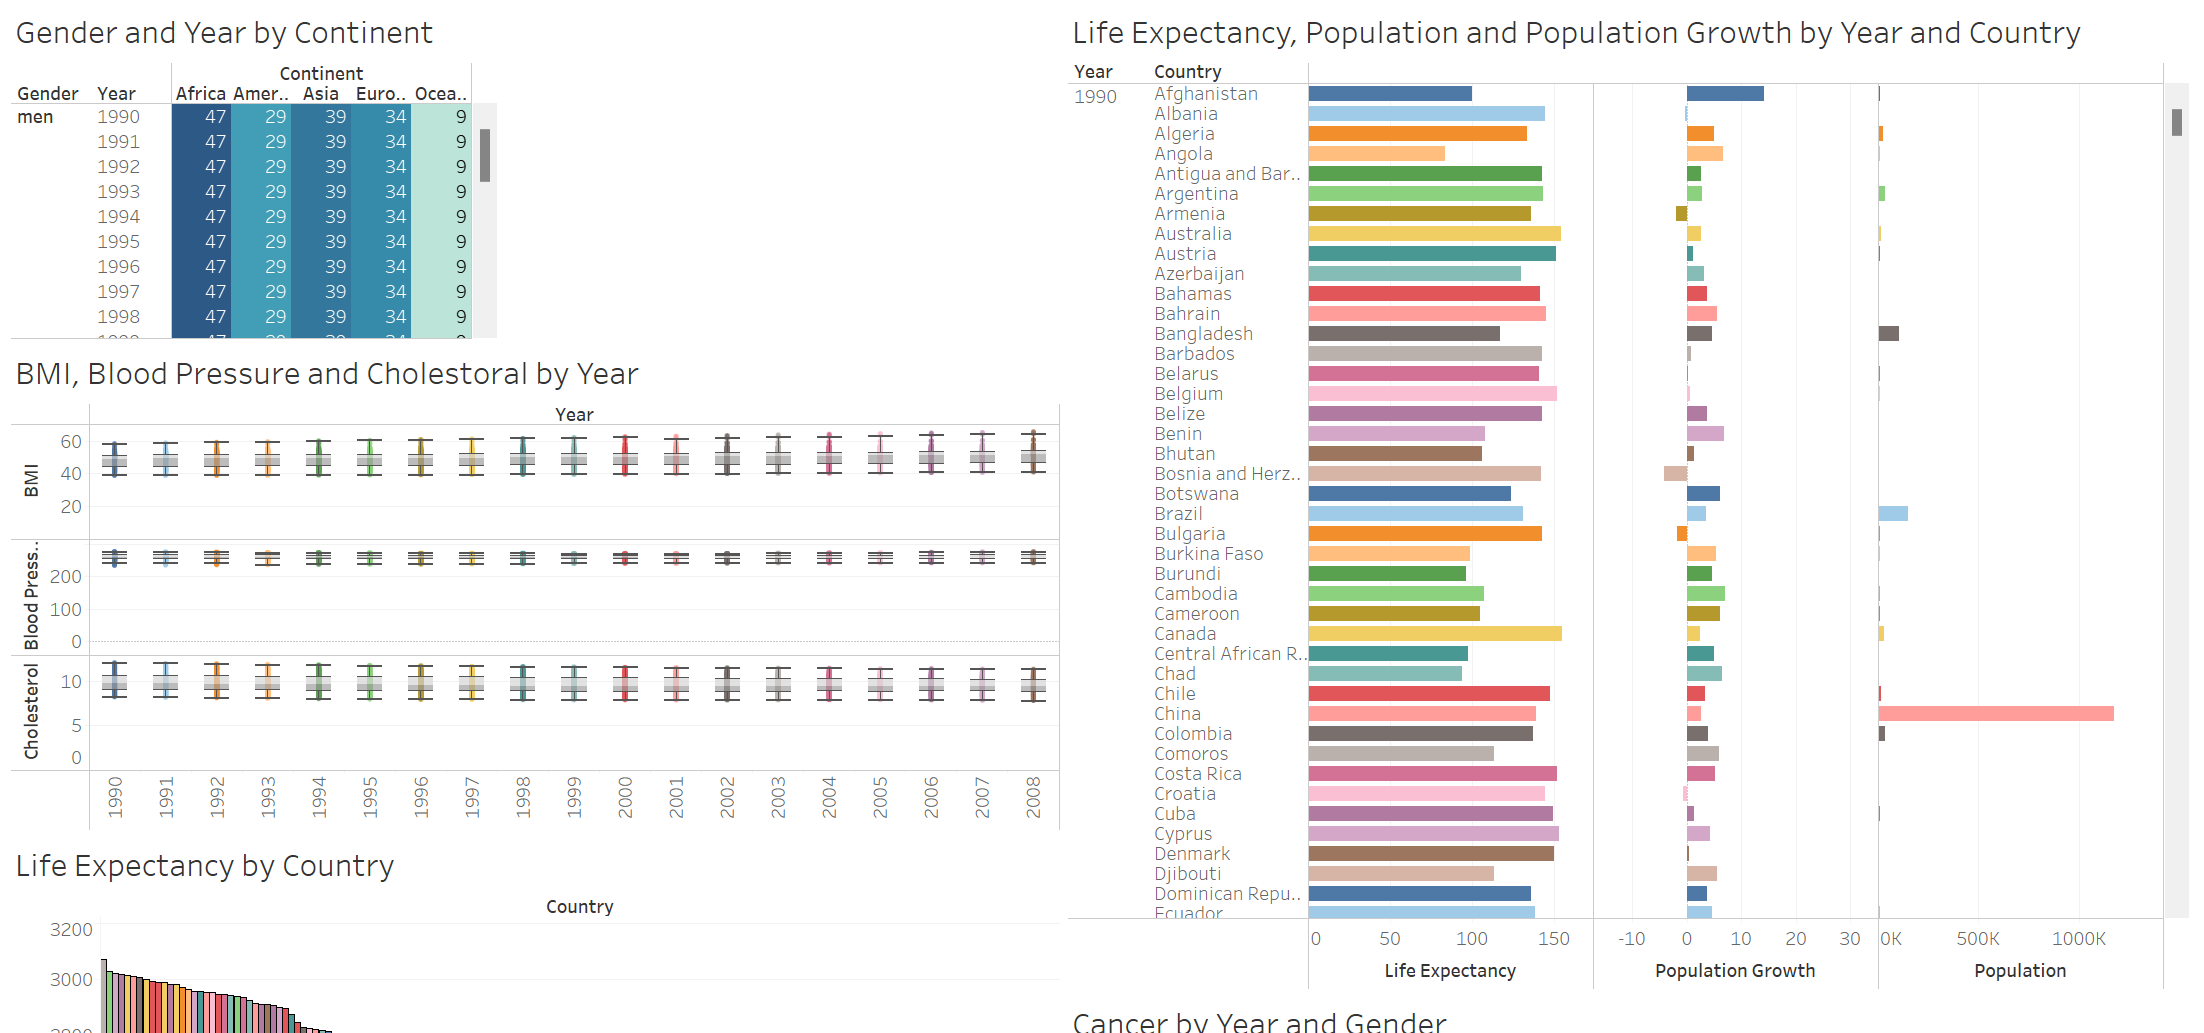 Gender and Year by Continent
Continent
Gender Year Africa Amer.. Asia Euro.. Ocea..
men 1990 47 29 39 34 9
1991 47 29 39 34 9
1992 47 29 39 34 9
1993 47 29 39 34 9
1994 47 29 39 34 9
1995 47 29 39 34 9
1996 47 29 39 34 9
1997 47 29 39 34 9
1998 47 29 39 34 9
BMI, Blood Pressure and Cholestoral by Year
Year
BMI
60
40
20
Blood Press..
200
100
0
Cholesterol
10
5
0
1990 1991 1992 1993 1994 1995 1996 1997 1998 1999 2000 2001 2002 2003 2004 2005 2006 2007 2008
Life Expectancy by Country
Country
3200
3000
Life Expectancy, Population and Population Growth by Year and Country
Year Country
1990 Afghanistan
Albania
Algeria
Angola
Antigua and Bar..
Argentina
Armenia
Australia
Austria
Azerbaijan
Bahamas
Bahrain
Bangladesh
Barbados
Belarus
Belgium
Belize
Benin
Bhutan
Bosnia and Herz..
Botswana
Brazil
Bulgaria
Burkina Faso
Burundi
Cambodia
Cameroon
Canada
Central African R..
Chad
Chile
China
Colombia
Comoros
Costa Rica
Croatia
Cuba
Cyprus
Denmark
Djibouti
Dominican Repu..
Ecuador
0 50 100 150 -10 0 10 20 30 0K 500K 1000K
Life Expectancy Population Growth Population
Cancer by Year and Gender